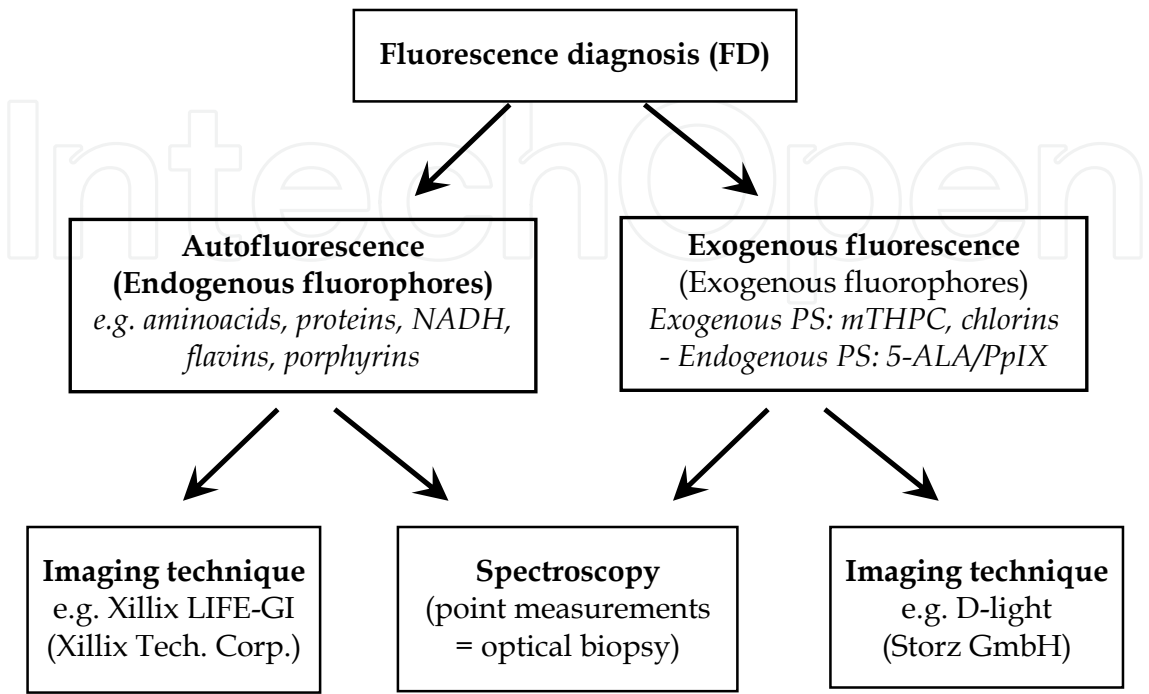 Fluorescence diagnosis (FD)
IntechOpen
Autofluorescence
(Endogenous fluorophores)
e.g. aminoacids, proteins, NADH,
flavins, porphyrins
Exogenous fluorescence
(Exogenous fluorophores)
Exogenous PS: mTHPC, chlorins
- Endogenous PS: 5-ALA/PpIX
Imaging technique
e.g. Xillix LIFE-GI
(Xillix Tech. Corp.)
Spectroscopy
(point measurements
= optical biopsy)
Imaging technique
e.g. D-light
(Storz GmbH)